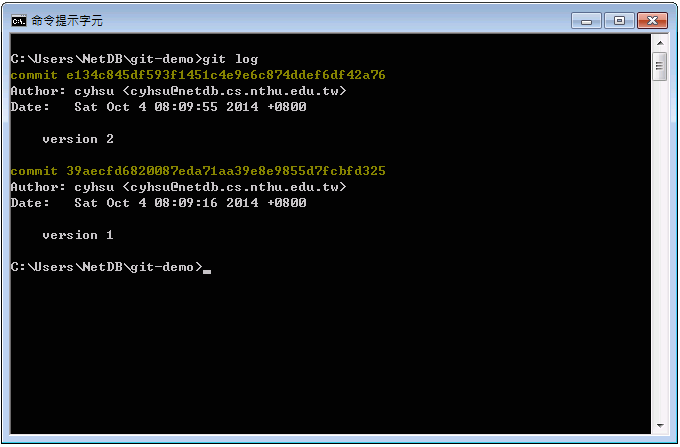 命令提示字元
C:\Users\NetDB\git-demo>git log
commit e134c845df593f1451c4e9e6c874ddef6df42a76
Author: cyhsu <cyhsu@netdb.cs.nthu.edu.tw>
Date:   Sat Oct 4 08:09:55 2014 +0800
    version 2
commit 39aecfd6820087eda71aa39e8e9855d7fcbfd325
Author: cyhsu <cyhsu@netdb.cs.nthu.edu.tw>
Date:   Sat Oct 4 08:09:16 2014 +0800
    version 1
C:\Users\NetDB\git-demo>